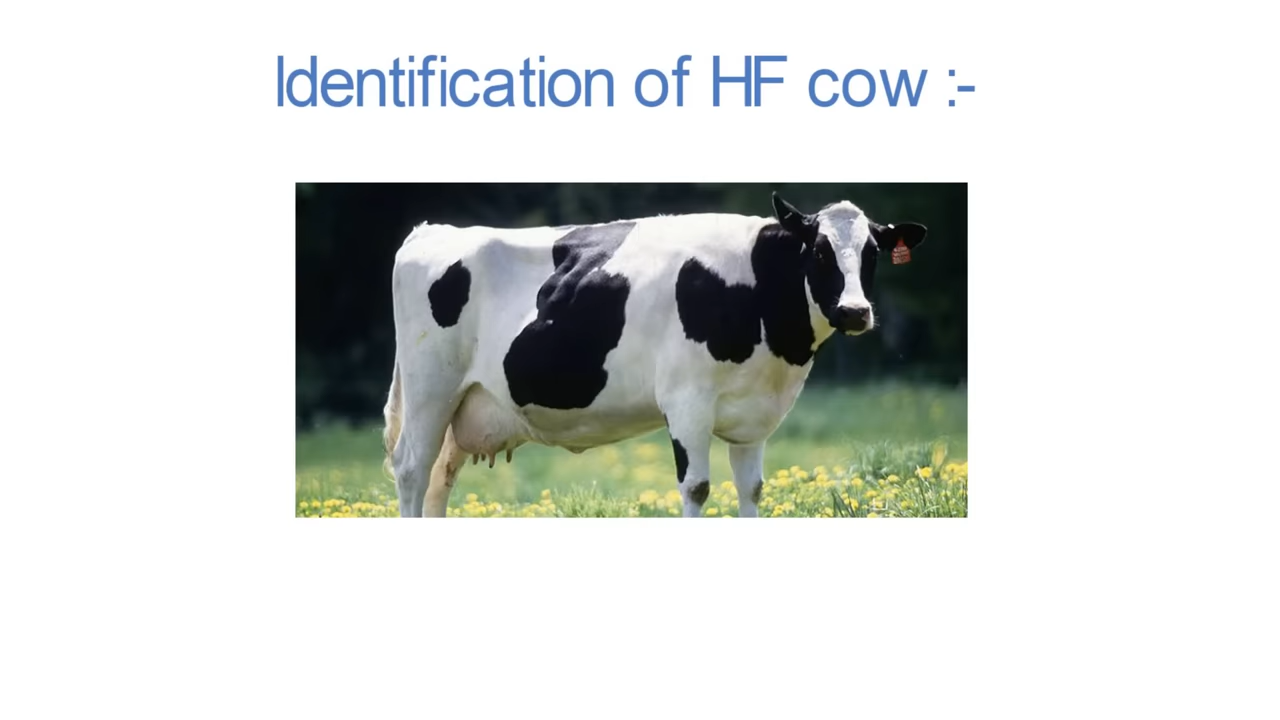 Identification of HF cow :-